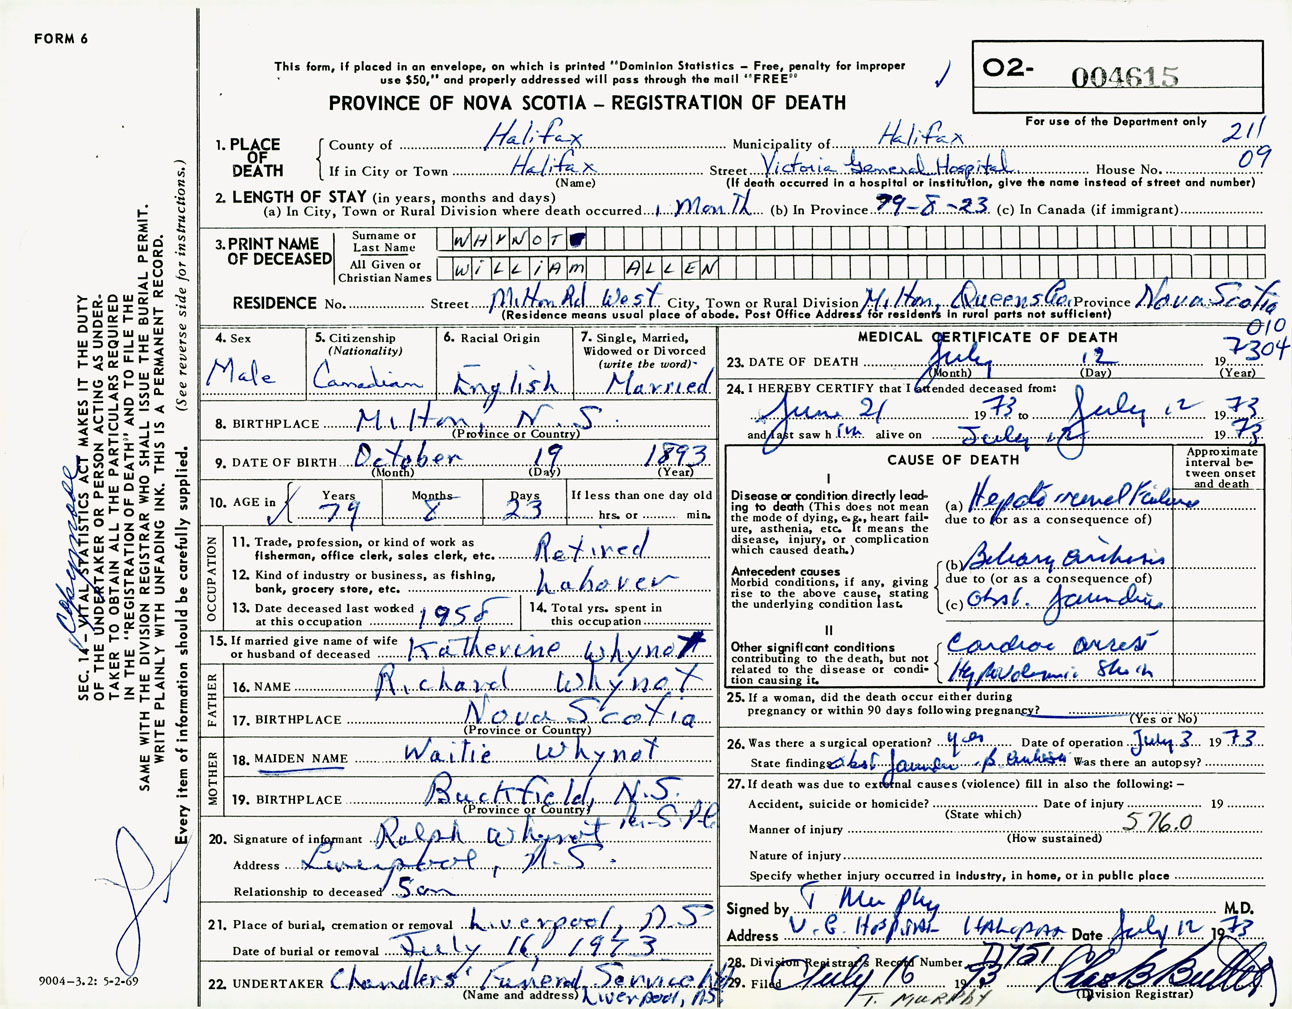 FORM 6
This form, if placed in an envelope, on which is printed "Dominion Statistics – Free, penalty for improper
use $50," and properly addressed will pass through the mail "FREE"
PROVINCE OF NOVA SCOTIA – REGISTRATION OF DEATH
O2- 004615
For use of the Department only
211
09
1. PLACE OF DEATH
County of Halifax Municipality of Halifax
If in City or Town Halifax Street Victoria General Hospital House No.
(Name) (If death occurred in a hospital or institution, give the name instead of street and number)
2. LENGTH OF STAY (in years, months and days)
(a) In City, Town or Rural Division where death occurred 1 Month (b) In Province 79-8-23 (c) In Canada (if immigrant)
3. PRINT NAME OF DECEASED
Surname or Last Name WHYNOT
All Given or Christian Names WILLIAM ALLEN
RESIDENCE No. Street Milton Rd West City, Town or Rural Division Milton, Queens Co. Province Nova Scotia
(Residence means usual place of abode. Post Office Address for residents in rural parts not sufficient)
010
7304
4. Sex Male
5. Citizenship (Nationality) Canadian
6. Racial Origin English
7. Single, Married, Widowed or Divorced (write the word) Married
8. BIRTHPLACE Milton, N.S.
(Province or Country)
9. DATE OF BIRTH October 19 1893
(Month) (Day) (Year)
10. AGE in Years 79 Months 8 Days 23
If less than one day old
hrs. or min.
OCCUPATION
11. Trade, profession, or kind of work as fisherman, office clerk, sales clerk, etc. Retired
12. Kind of industry or business, as fishing, bank, grocery store, etc. Labourer
13. Date deceased last worked at this occupation 1958
14. Total yrs. spent in this occupation.
15. If married give name of wife or husband of deceased Katherine Whynot
FATHER
16. NAME Richard Whynot
17. BIRTHPLACE Nova Scotia
(Province or Country)
MOTHER
18. MAIDEN NAME Waitie Whynot
19. BIRTHPLACE Buckfield, N.S.
(Province or Country)
20. Signature of informant Ralph Whynot
Address Liverpool, N.S.
Relationship to deceased Son
21. Place of burial, cremation or removal Liverpool, N.S
Date of burial or removal July 16, 1973
22. UNDERTAKER Chandlers' Funeral Service
(Name and address) Liverpool, N.S.
MEDICAL CERTIFICATE OF DEATH
23. DATE OF DEATH July 12 19
(Month) (Day) (Year)
24. I HEREBY CERTIFY that I attended deceased from:
June 21 1973 to July 12 1973
and last saw him alive on July 12 1973
CAUSE OF DEATH
Approximate interval between onset and death
I
Disease or condition directly leading to death (This does not mean the mode of dying, e.g., heart failure, asthenia, etc. It means the disease, injury, or complication which caused death.)
(a) Hepato renal Failure
due to (or as a consequence of)
Antecedent causes
Morbid conditions, if any, giving rise to the above cause, stating the underlying condition last.
(b) Biliary cirrhosis
due to (or as a consequence of)
(c) Obst. Jaundice
II
Other significant conditions contributing to the death, but not related to the disease or condition causing it.
Cardiac arrest
Hypovolemic Shock
25. If a woman, did the death occur either during
pregnancy or within 90 days following pregnancy?
(Yes or No)
26. Was there a surgical operation? yes Date of operation July 3 1973
State findings obst Jaundice B. cirrhosis Was there an autopsy?
27. If death was due to external causes (violence) fill in also the following: –
Accident, suicide or homicide? Date of injury 19
(State which)
Manner of injury 576.0
(How sustained)
Nature of injury
Specify whether injury occurred in industry, in home, or in public place
Signed by T Murphy M.D.
Address V. G. Hospital Halifax Date July 12 1973
28. Division Registrar's Record Number
29. Filed July 16 1973
T. MURPHY
(Division Registrar)
SEC. 14 – VITAL STATISTICS ACT MAKES IT THE DUTY
OF THE UNDERTAKER OR PERSON ACTING AS UNDER-
TAKER TO OBTAIN ALL THE PARTICULARS REQUIRED
IN THE "REGISTRATION OF DEATH" AND TO FILE THE
SAME WITH THE DIVISION REGISTRAR WHO SHALL ISSUE THE BURIAL PERMIT.
WRITE PLAINLY WITH UNFADING INK. THIS IS A PERMANENT RECORD.
Every item of information should be carefully supplied. (See reverse side for instructions.)
9004-3.2: 5-2-69